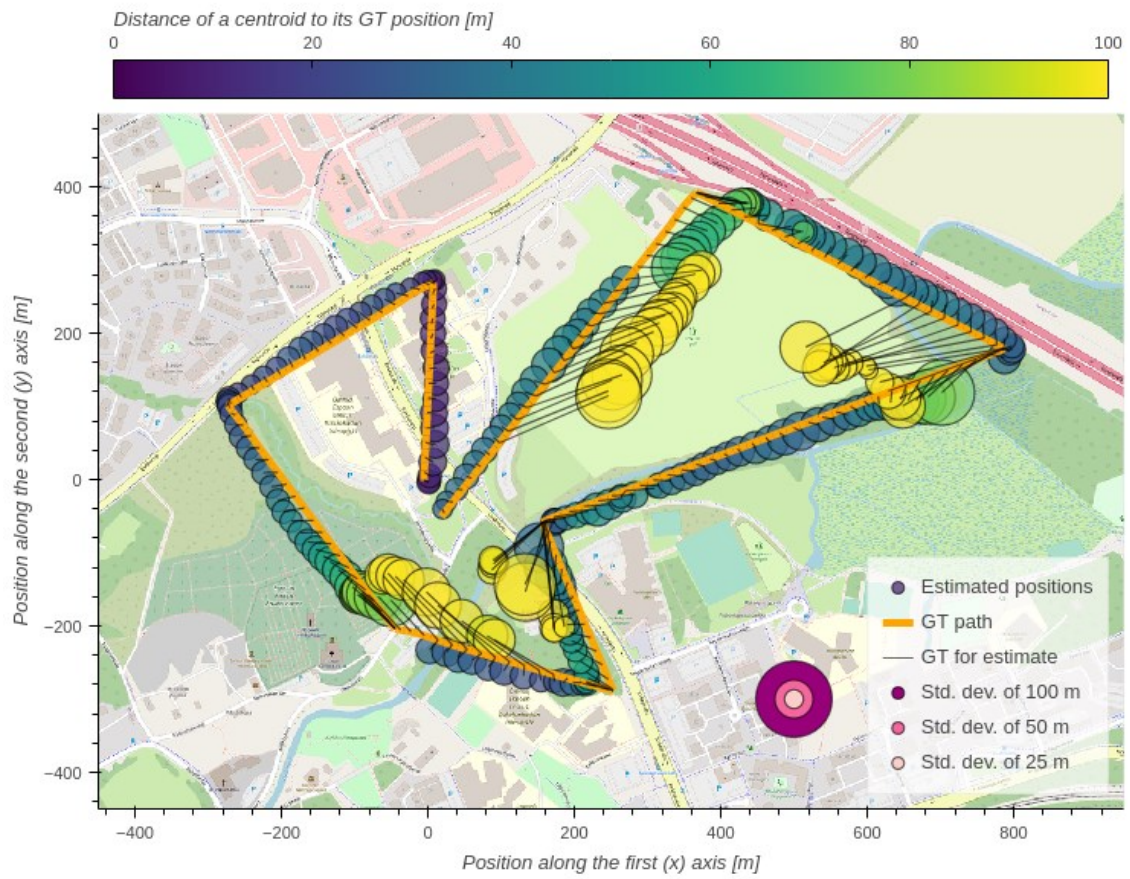 Distance of a centroid to its GT position [m]
0 20 40 60 80 100
400
200
0
−200
−400
Position along the second (y) axis [m]
Estimated positions
GT path
GT for estimate
Std. dev. of 100 m
Std. dev. of 50 m
Std. dev. of 25 m
−400 −200 0 200 400 600 800
Position along the first (x) axis [m]